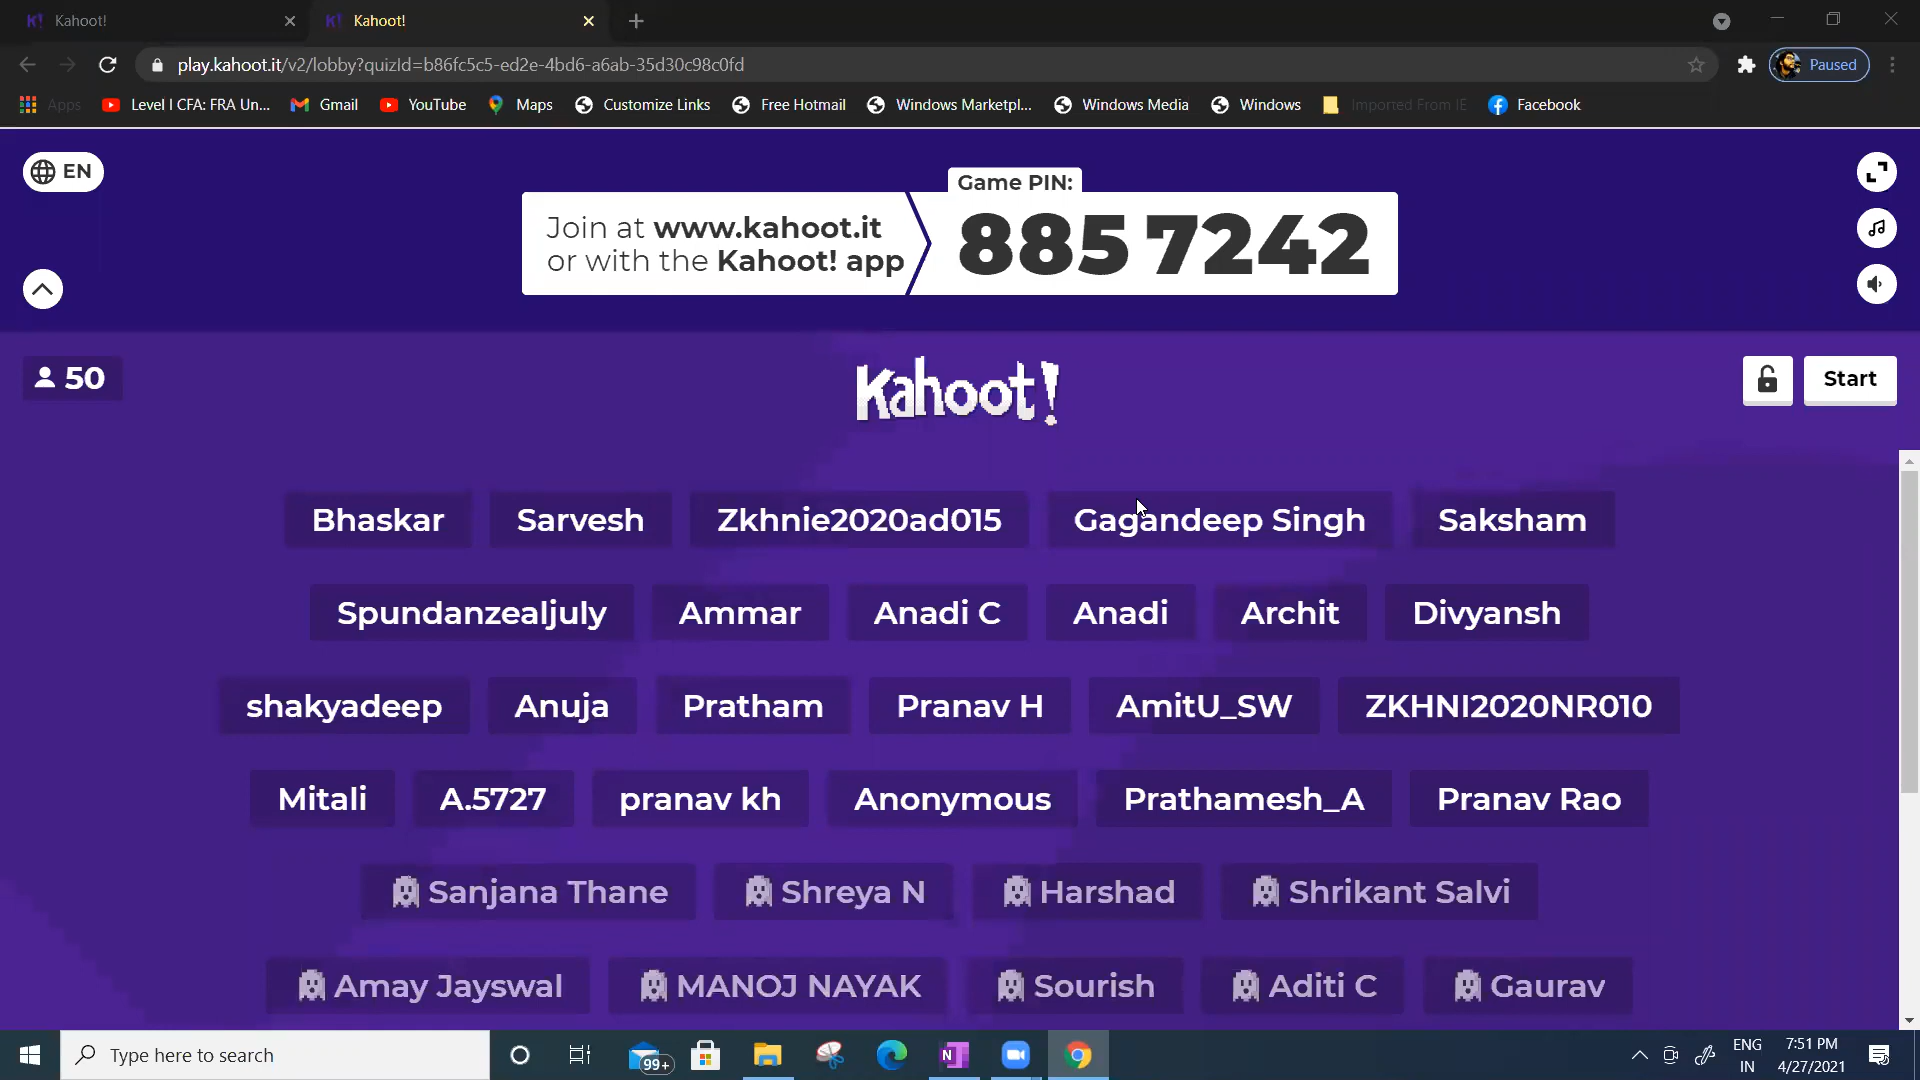 Kahoot! Kahoot!
play.kahoot.it/v2/lobby?quizId=b86fc5c5-ed2e-4bd6-a6ab-35d30c98c0fd Paused
Apps Level I CFA: FRA Un... Gmail YouTube Maps Customize Links Free Hotmail Windows Marketpl... Windows Media Windows Imported From IE Facebook
EN
Game PIN:
Join at www.kahoot.it
or with the Kahoot! app
885 7242
50
Kahoot!
Start
Bhaskar Sarvesh Zkhnie2020ad015 Gagandeep Singh Saksham
Spundanzealjuly Ammar Anadi C Anadi Archit Divyansh
shakyadeep Anuja Pratham Pranav H AmitU_SW ZKHNI2020NR010
Mitali A.5727 pranav kh Anonymous Prathamesh_A Pranav Rao
Sanjana Thane Shreya N Harshad Shrikant Salvi
Amay Jayswal MANOJ NAYAK Sourish Aditi C Gaurav
Type here to search 99+ ENG 7:51 PM
IN 4/27/2021